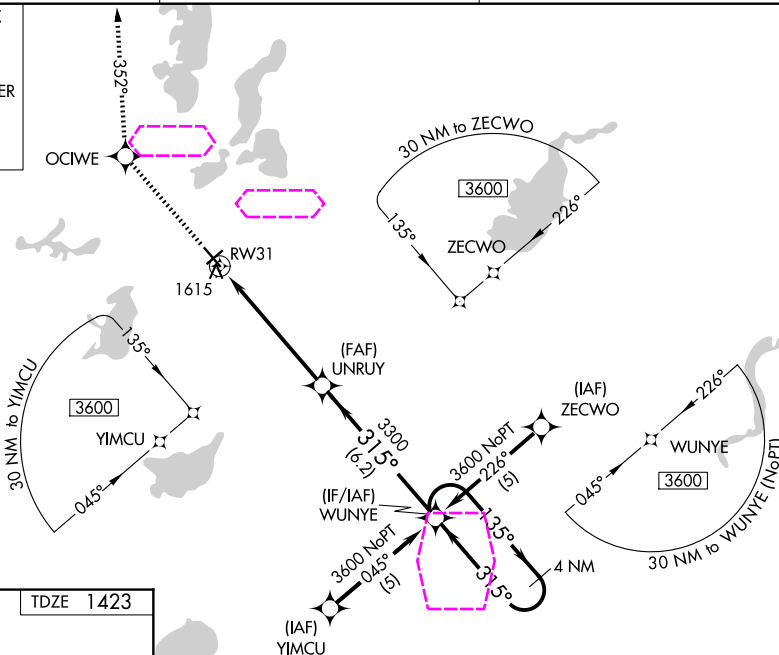 ER
352°
OCIWE
RW31
1615
30 NM to ZECWO
3600
135°
226°
ZECWO
30 NM to YIMCU
135°
3600
YIMCU
045°
(FAF)
UNRUY
3300
315°
(6.2)
(IAF)
ZECWO
3600 NoPT
226°
(5)
(IF/IAF)
WUNYE
135°
315°
4 NM
3600 NoPT
045°
(5)
(IAF)
YIMCU
226°
WUNYE
3600
045°
30 NM to WUNYE (NoPT)
TDZE 1423